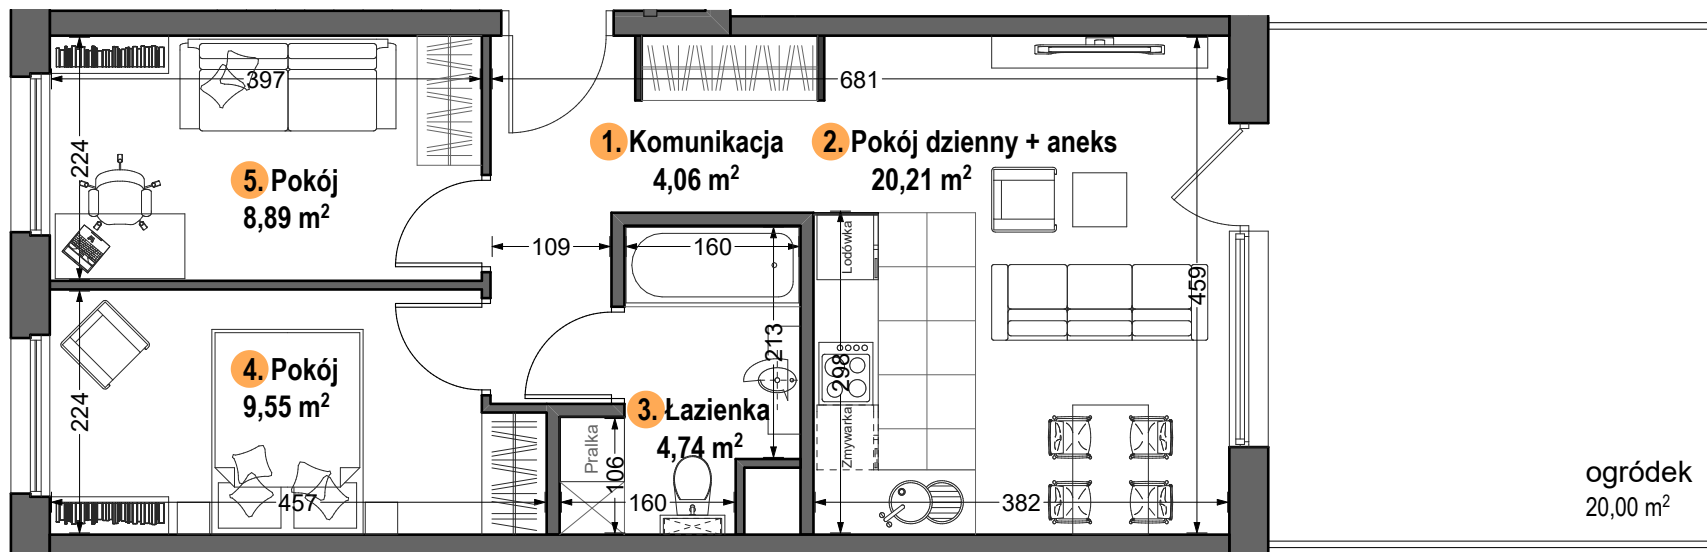 397
681
224
1. Komunikacja
4,06 m²
2. Pokój dzienny + aneks
20,21 m²
5. Pokój
8,89 m²
109
160
Lodówka
459
213
298
4. Pokój
9,55 m²
224
3. Łazienka
4,74 m²
Pralka
106
Zmywarka
457
160
382
ogródek
20,00 m²